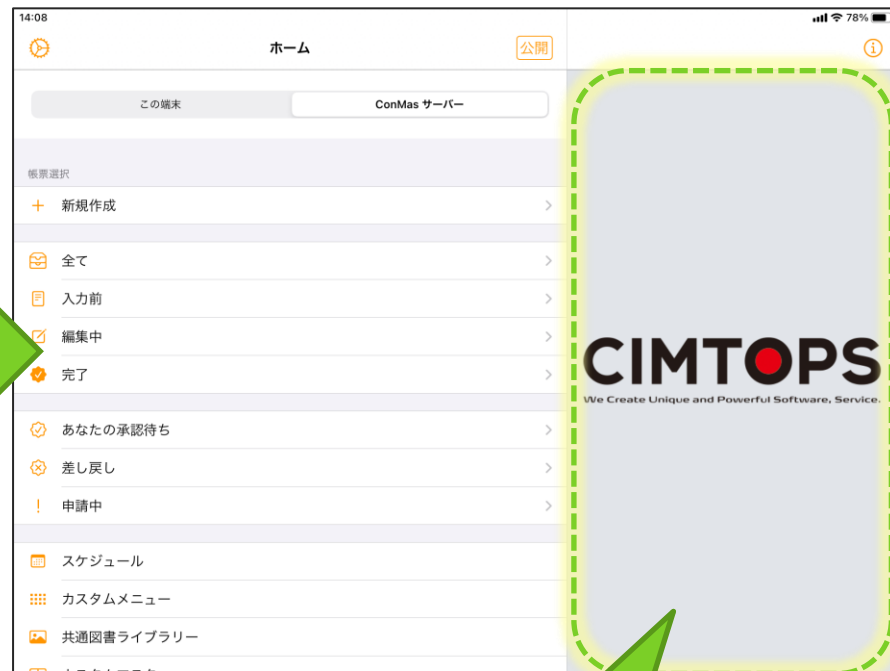 14:08
78%
ホーム
公開
この端末
ConMas サーバー
帳票選択
新規作成
全て
入力前
編集中
完了
あなたの承認待ち
差し戻し
申請中
スケジュール
カスタムメニュー
共通図書ライブラリー
CIMTOPS
We Create Unique and Powerful Software, Service.